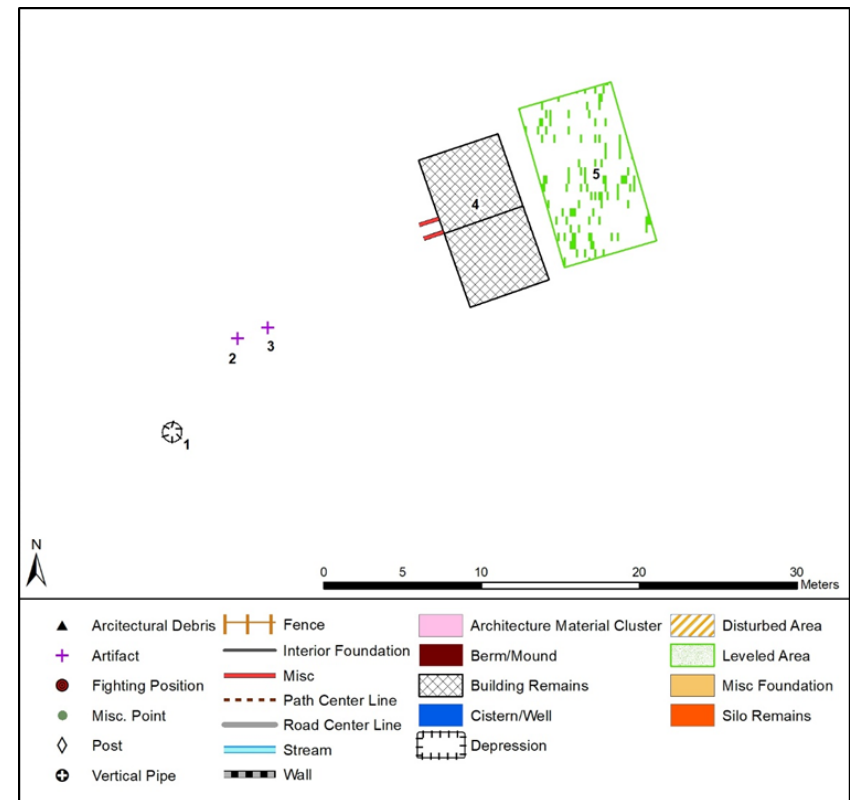 5
4
2
3
1
N
0 5 10 20 30
Meters
Arcitectural Debris
Artifact
Fighting Position
Misc. Point
Post
Vertical Pipe
Fence
Interior Foundation
Misc
Path Center Line
Road Center Line
Stream
Wall
Architecture Material Cluster
Berm/Mound
Building Remains
Cistern/Well
Depression
Disturbed Area
Leveled Area
Misc Foundation
Silo Remains